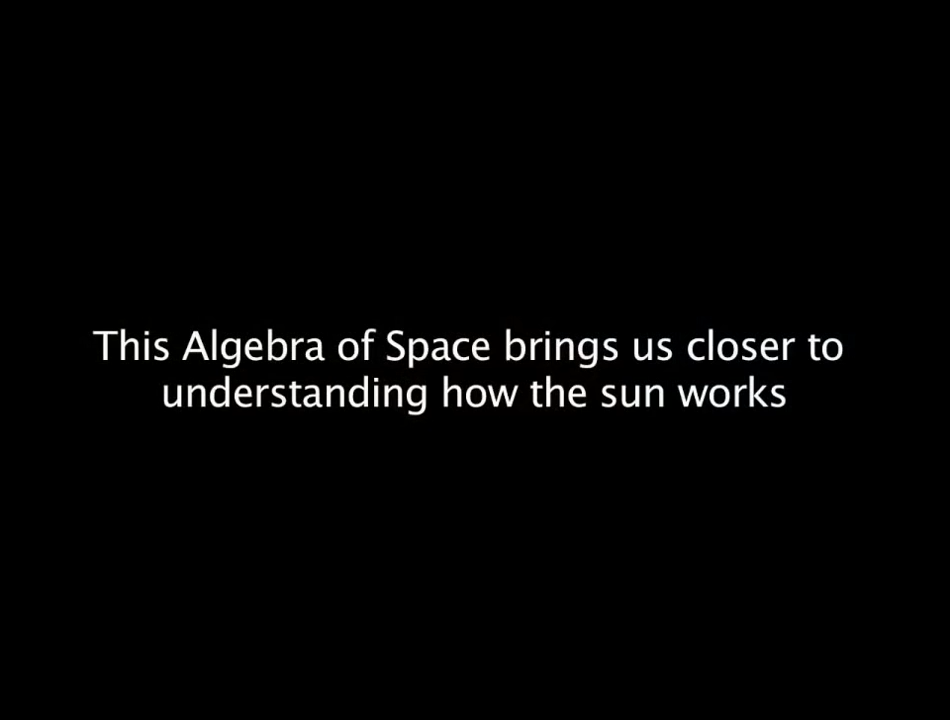 This Algebra of Space brings us closer to
understanding how the sun works